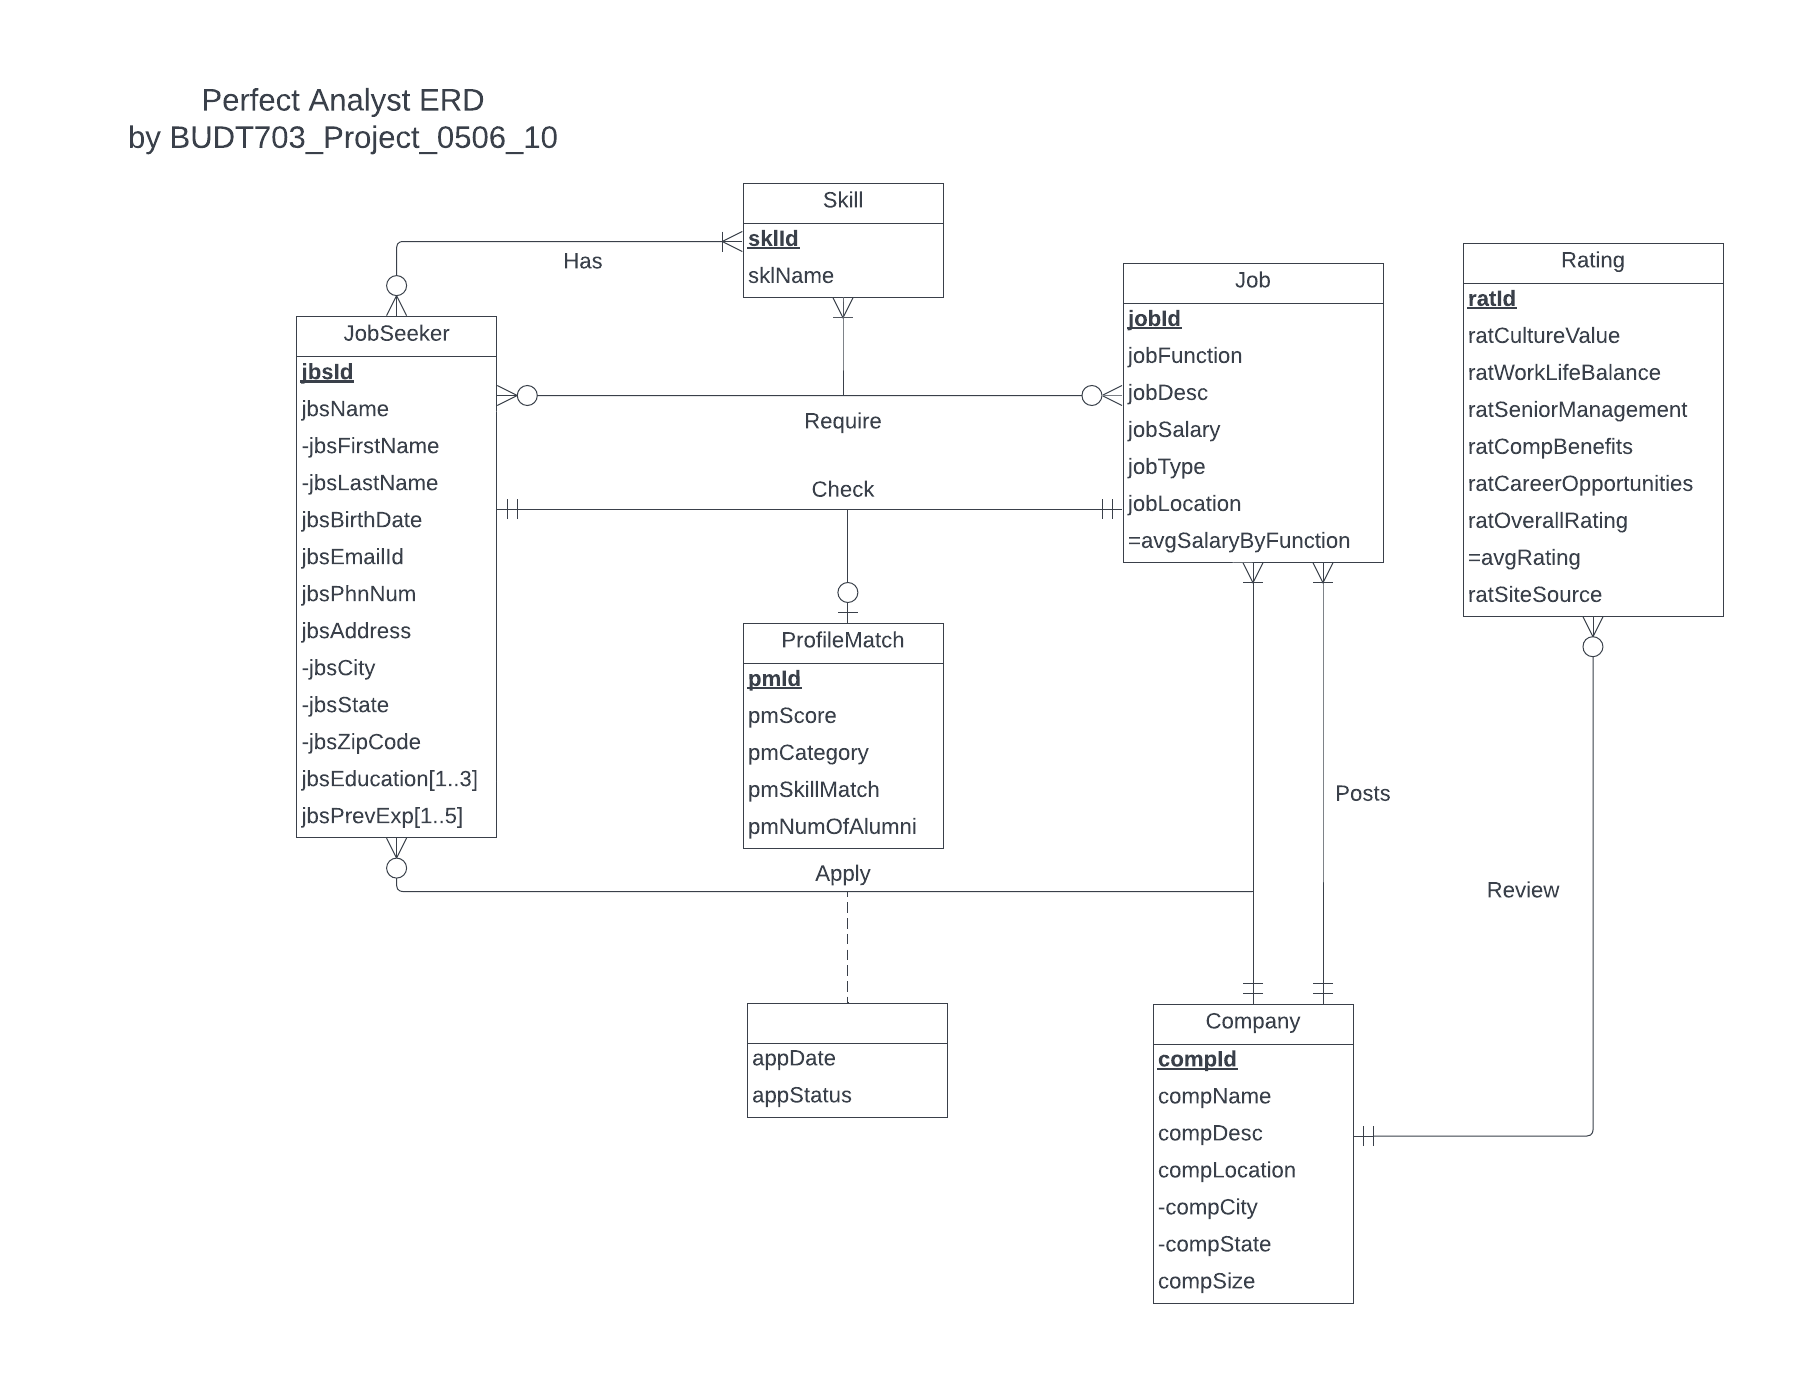 Perfect Analyst ERD
by BUDT703_Project_0506_10
Skill
sklId
sklName
Has
JobSeeker
jbsId
jbsName
-jbsFirstName
-jbsLastName
jbsBirthDate
jbsEmailId
jbsPhnNum
jbsAddress
-jbsCity
-jbsState
-jbsZipCode
jbsEducation[1..3]
jbsPrevExp[1..5]
Require
Check
Job
jobId
jobFunction
jobDesc
jobSalary
jobType
jobLocation
=avgSalaryByFunction
Rating
ratId
ratCultureValue
ratWorkLifeBalance
ratSeniorManagement
ratCompBenefits
ratCareerOpportunities
ratOverallRating
=avgRating
ratSiteSource
ProfileMatch
pmId
pmScore
pmCategory
pmSkillMatch
pmNumOfAlumni
Apply
Posts
Review
appDate
appStatus
Company
compId
compName
compDesc
compLocation
-compCity
-compState
compSize